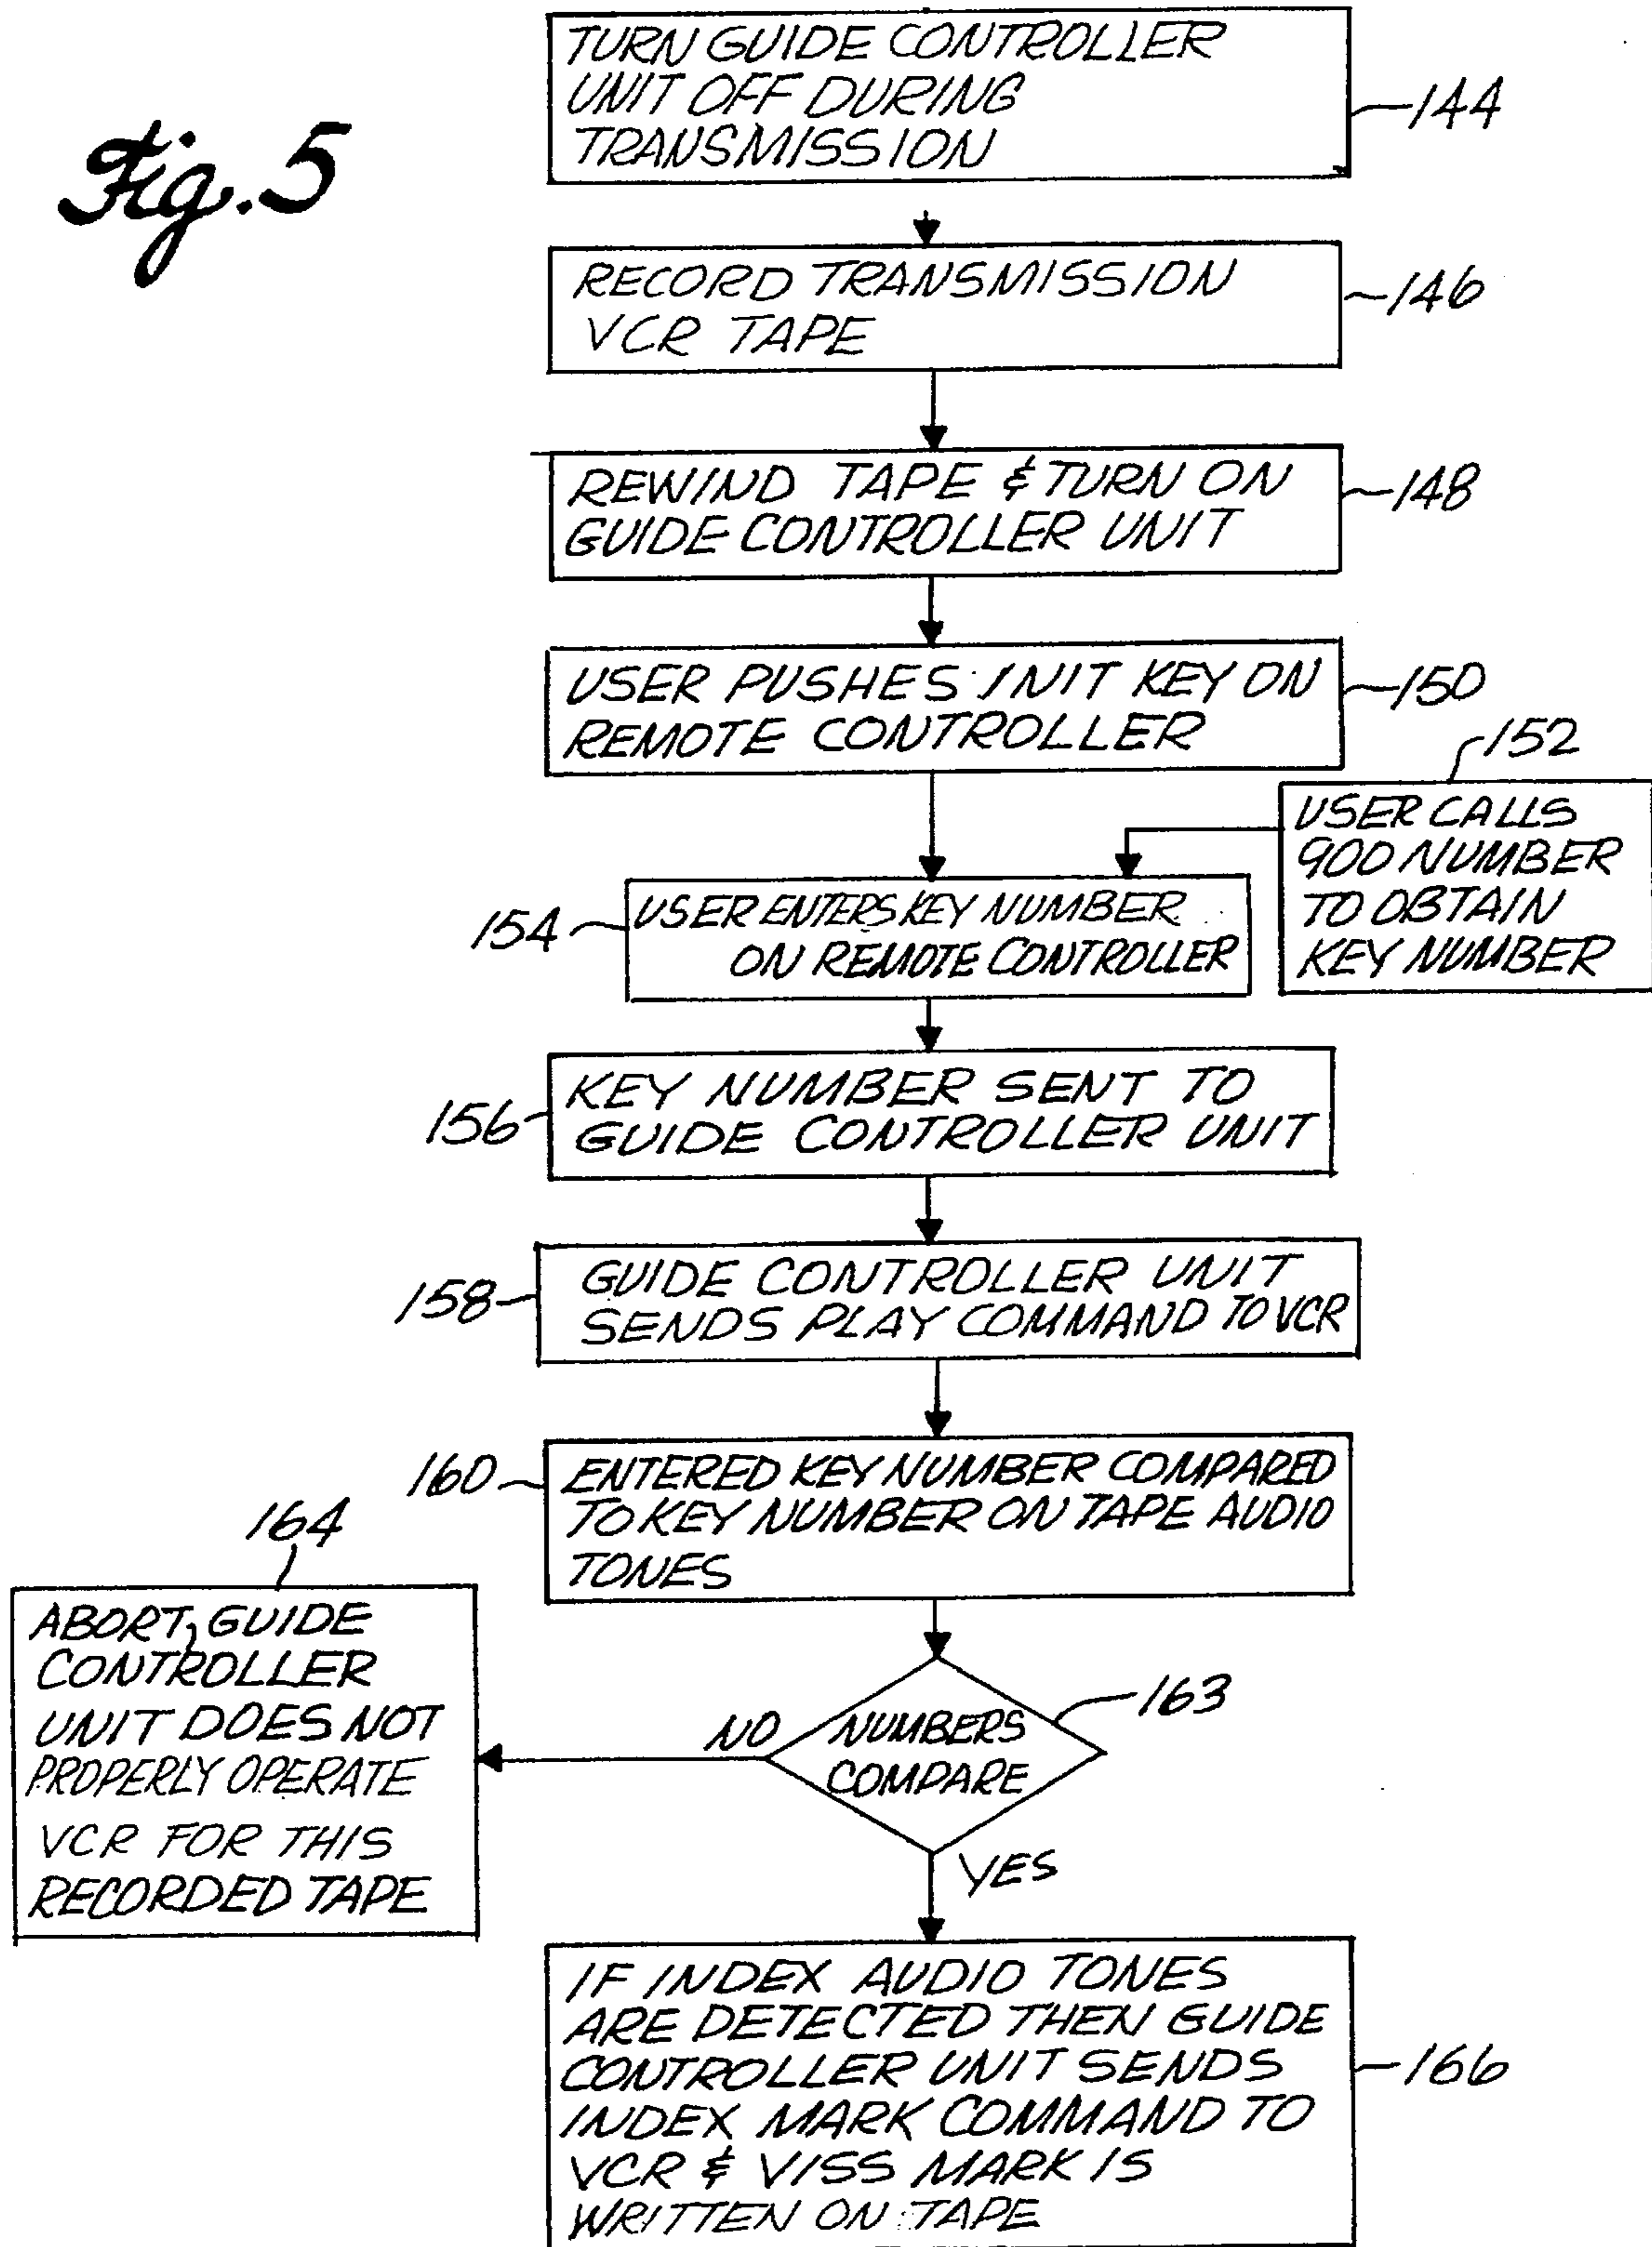 Fig. 5
TURN GUIDE CONTROLLER
UNIT OFF DURING
TRANSMISSION
144
RECORD TRANSMISSION
VCR TAPE
146
REWIND TAPE & TURN ON
GUIDE CONTROLLER UNIT
148
USER PUSHES INIT KEY ON
REMOTE CONTROLLER
150
152
USER CALLS
900 NUMBER
TO OBTAIN
KEY NUMBER
154
USER ENTERS KEY NUMBER
ON REMOTE CONTROLLER
156
KEY NUMBER SENT TO
GUIDE CONTROLLER UNIT
158
GUIDE CONTROLLER UNIT
SENDS PLAY COMMAND TO VCR
160
ENTERED KEY NUMBER COMPARED
TO KEY NUMBER ON TAPE AUDIO
TONES
164
ABORT, GUIDE
CONTROLLER
UNIT DOES NOT
PROPERLY OPERATE
VCR FOR THIS
RECORDED TAPE
NO
NUMBERS
COMPARE
163
YES
IF INDEX AUDIO TONES
ARE DETECTED THEN GUIDE
CONTROLLER UNIT SENDS
INDEX MARK COMMAND TO
VCR & VISS MARK IS
WRITTEN ON TAPE
166